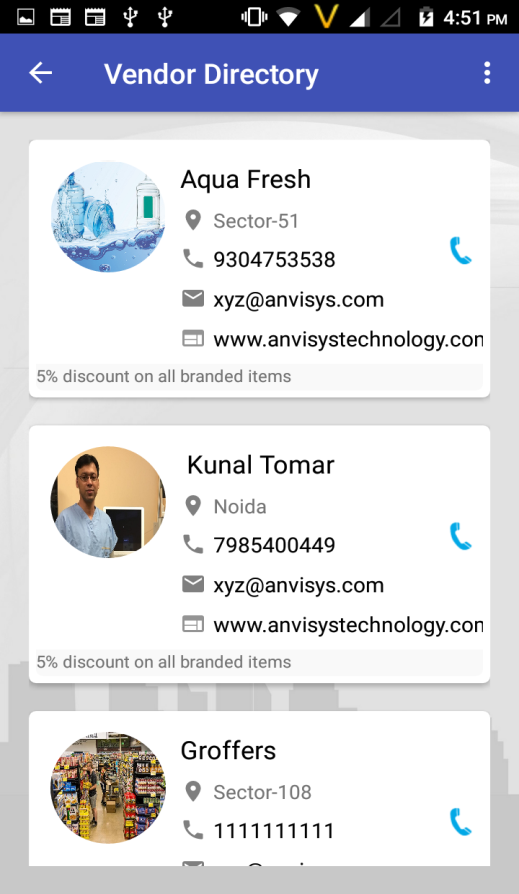 4:51 PM
Vendor Directory
Aqua Fresh
Sector-51
9304753538
xyz@anvisys.com
www.anvisystechnology.con
5% discount on all branded items
Kunal Tomar
Noida
7985400449
xyz@anvisys.com
www.anvisystechnology.con
5% discount on all branded items
Groffers
Sector-108
1111111111